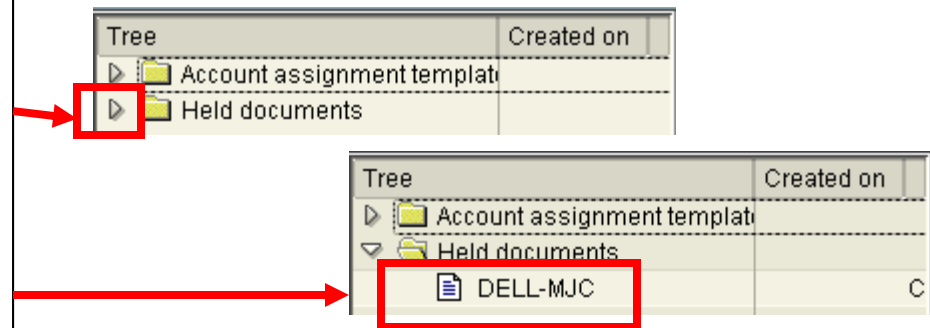 Tree Created on
Account assignment templat
Held documents
Tree Created on
Account assignment templat
Held documents
DELL-MJC C